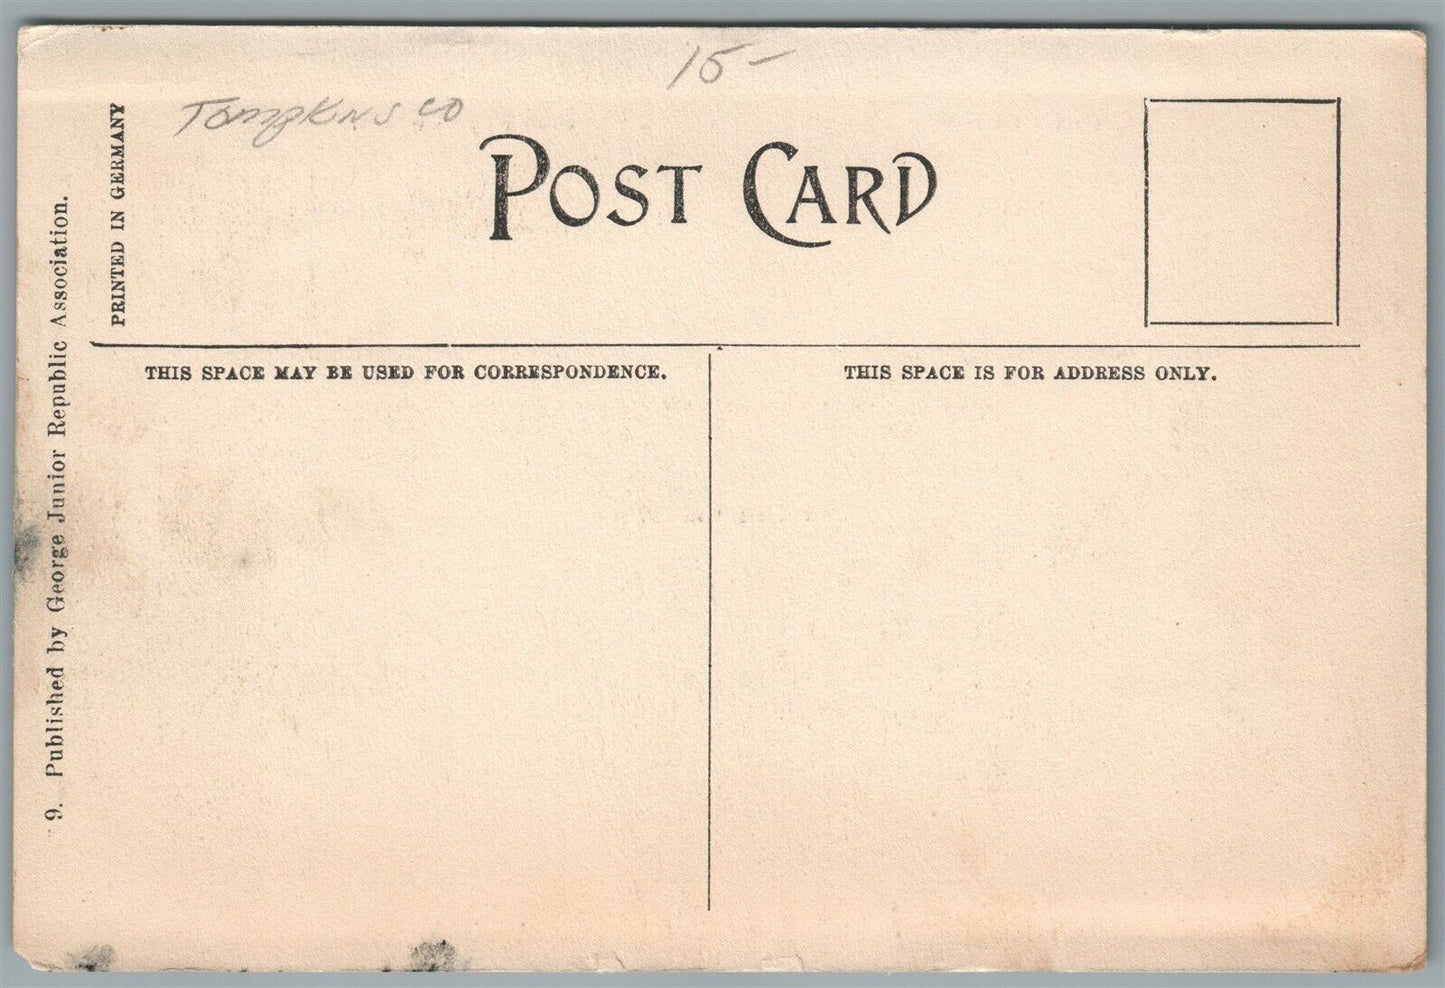 15-
Tompkins CO
POST CARD
PRINTED IN GERMANY
9. Published by George Junior Republic Association.
THIS SPACE MAY BE USED FOR CORRESPONDENCE.
THIS SPACE IS FOR ADDRESS ONLY.